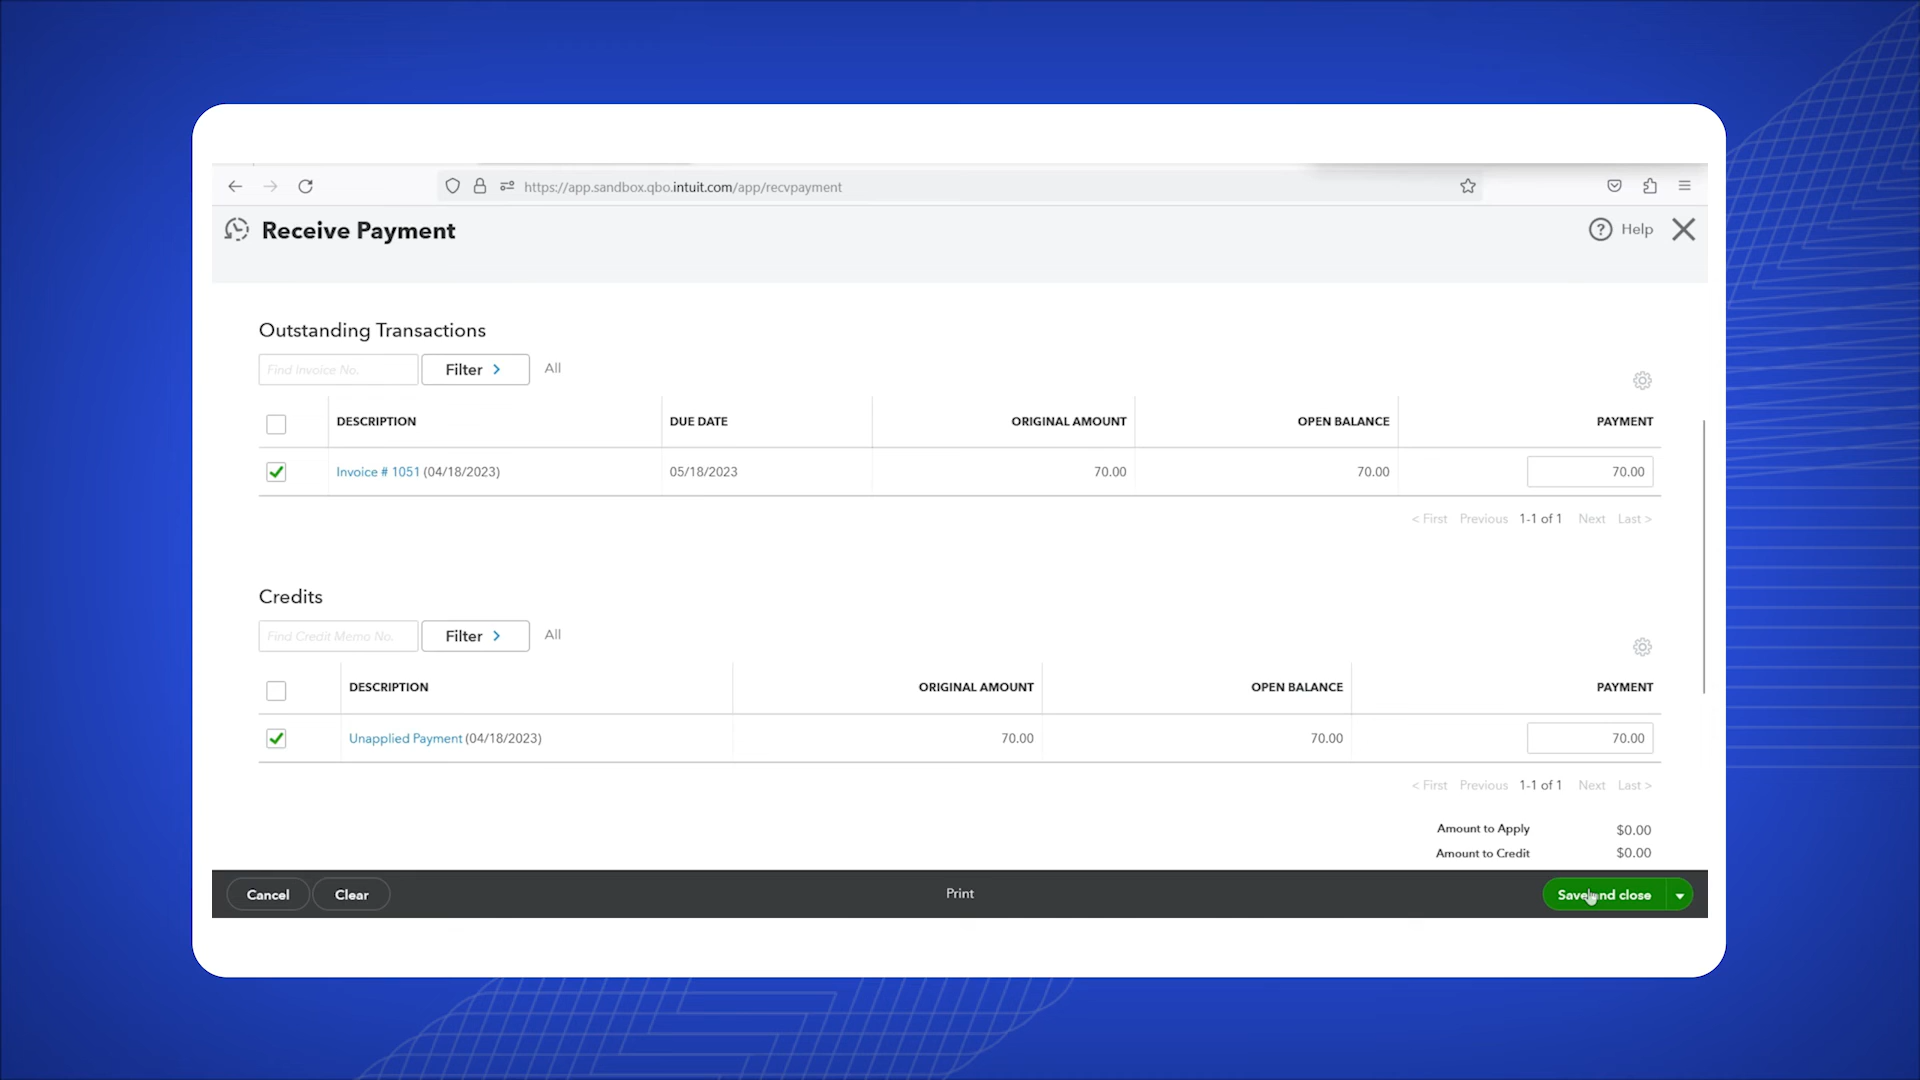 https://app.sandbox.qbo.intuit.com/app/recvpayment
Receive Payment
Help
Outstanding Transactions
Find Invoice No.
Filter >
All
DESCRIPTION DUE DATE ORIGINAL AMOUNT OPEN BALANCE PAYMENT
Invoice # 1051 (04/18/2023) 05/18/2023 70.00 70.00 70.00
< First Previous 1-1 of 1 Next Last >
Credits
Find Credit Memo No.
Filter >
All
DESCRIPTION ORIGINAL AMOUNT OPEN BALANCE PAYMENT
Unapplied Payment (04/18/2023) 70.00 70.00 70.00
< First Previous 1-1 of 1 Next Last >
Amount to Apply $0.00
Amount to Credit $0.00
Cancel
Clear
Print
Save and close